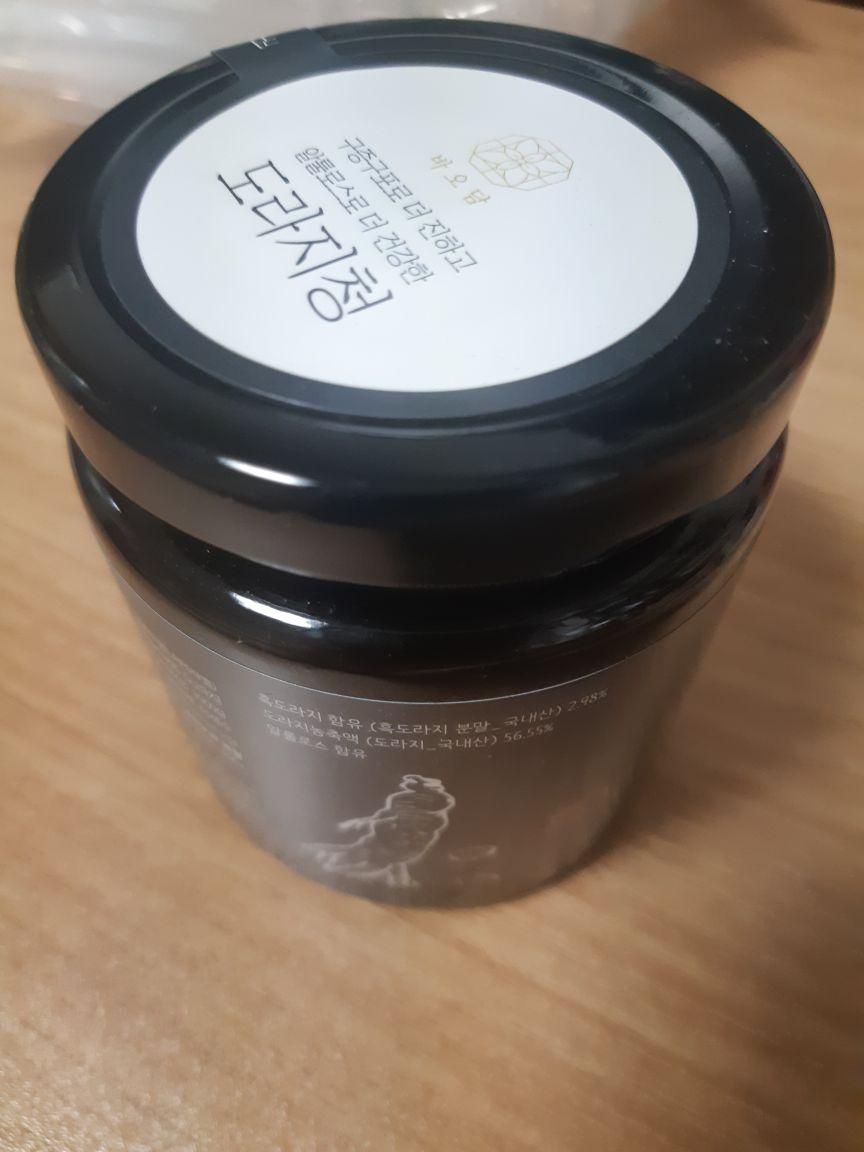 바오담
구증구포로 더 진하고
알룰로스로 더 건강한
도라지청
흑도라지 함유 (흑도라지 분말_국내산) 2.98%
도라지농축액 (도라지_국내산) 56.55%
알룰로스 함유